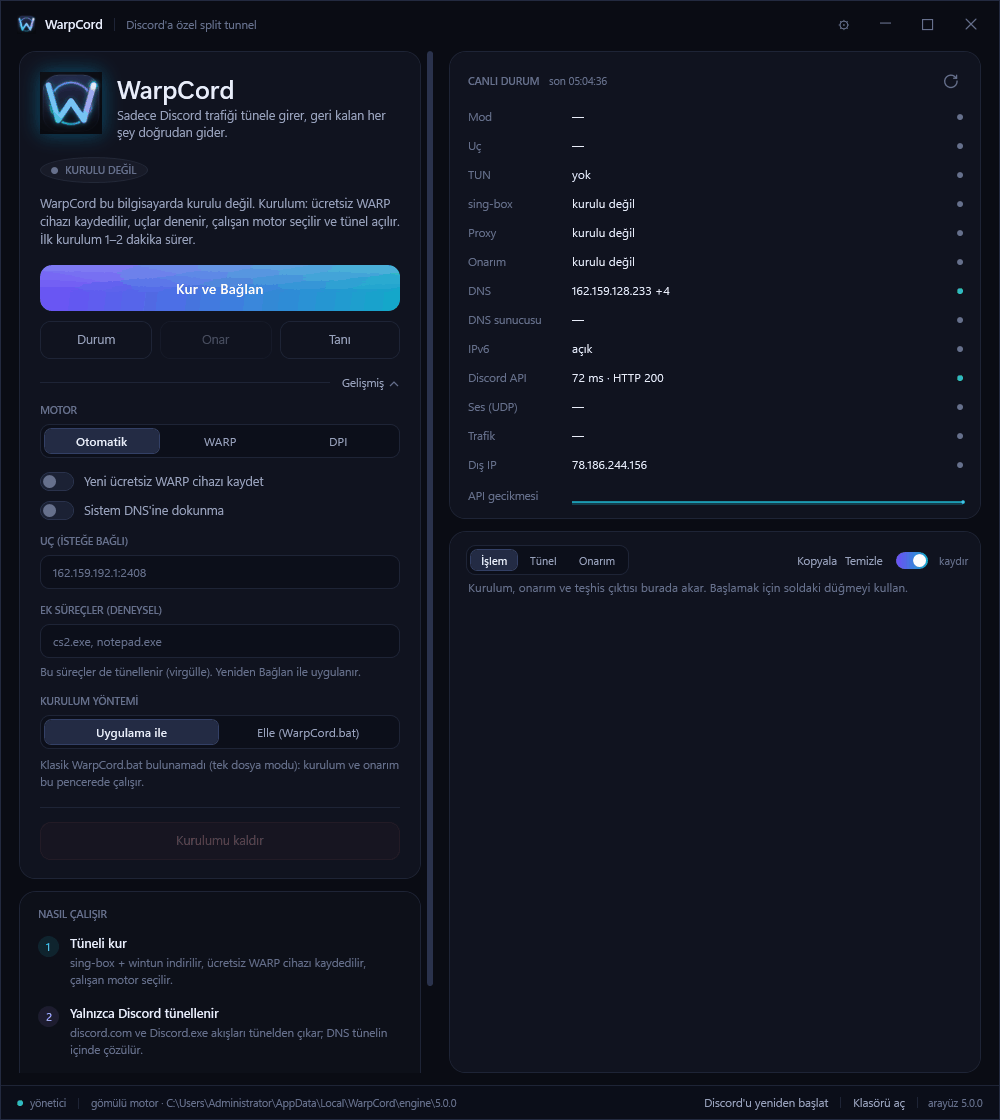 WarpCord
Discord'a özel split tunnel
WarpCord
Sadece Discord trafiği tünele girer, geri kalan her
şey doğrudan gider.
KURULU DEĞİL
WarpCord bu bilgisayarda kurulu değil. Kurulum: ücretsiz WARP
cihazı kaydedilir, uçlar denenir, çalışan motor seçilir ve tünel açılır.
İlk kurulum 1–2 dakika sürer.
Kur ve Bağlan
Durum
Onar
Tanı
Gelişmiş
MOTOR
Otomatik
WARP
DPI
Yeni ücretsiz WARP cihazı kaydet
Sistem DNS'ine dokunma
UÇ (İSTEĞE BAĞLI)
162.159.192.1:2408
EK SÜREÇLER (DENEYSEL)
cs2.exe, notepad.exe
Bu süreçler de tünellenir (virgülle). Yeniden Bağlan ile uygulanır.
KURULUM YÖNTEMİ
Uygulama ile
Elle (WarpCord.bat)
Klasik WarpCord.bat bulunamadı (tek dosya modu): kurulum ve onarım
bu pencerede çalışır.
Kurulumu kaldır
NASIL ÇALIŞIR
1
Tüneli kur
sing-box + wintun indirilir, ücretsiz WARP cihazı kaydedilir,
çalışan motor seçilir.
2
Yalnızca Discord tünellenir
discord.com ve Discord.exe akışları tünelden çıkar; DNS tünelin
içinde çözülür.
CANLI DURUM son 05:04:36
Mod —
Uç —
TUN yok
sing-box kurulu değil
Proxy kurulu değil
Onarım kurulu değil
DNS 162.159.128.233 +4
DNS sunucusu —
IPv6 açık
Discord API 72 ms · HTTP 200
Ses (UDP) —
Trafik —
Dış IP 78.186.244.156
API gecikmesi
İşlem
Tünel
Onarım
Kopyala
Temizle
kaydır
Kurulum, onarım ve teşhis çıktısı burada akar. Başlamak için soldaki düğmeyi kullan.
yönetici
gömülü motor · C:\Users\Administrator\AppData\Local\WarpCord\engine\5.0.0
Discord'u yeniden başlat
Klasörü aç
arayüz 5.0.0